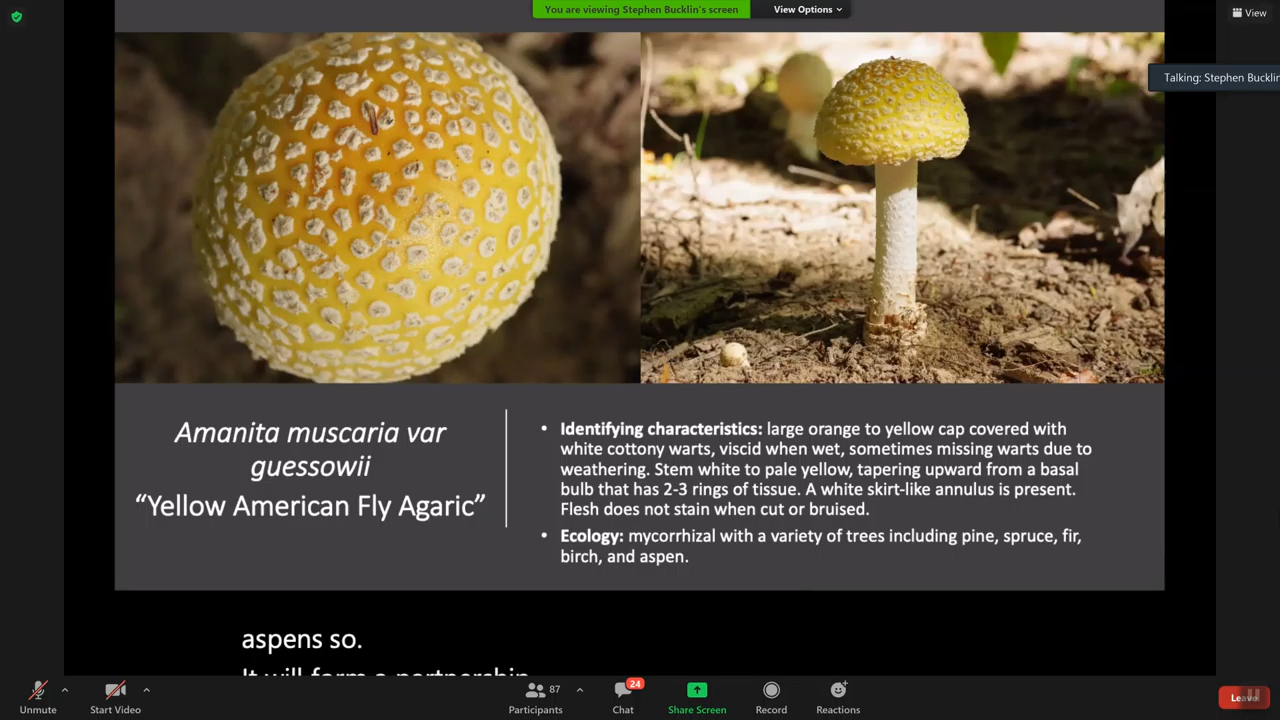 You are viewing Stephen Bucklin's screen
View Options
View
Talking: Stephen Bucklin
Amanita muscaria var
guessowii
“Yellow American Fly Agaric”
• Identifying characteristics: large orange to yellow cap covered with
white cottony warts, viscid when wet, sometimes missing warts due to
weathering. Stem white to pale yellow, tapering upward from a basal
bulb that has 2-3 rings of tissue. A white skirt-like annulus is present.
Flesh does not stain when cut or bruised.
• Ecology: mycorrhizal with a variety of trees including pine, spruce, fir,
birch, and aspen.
aspens so.
It will form a partnership
Unmute
Start Video
87
Participants
24
Chat
Share Screen
Record
Reactions
Leave